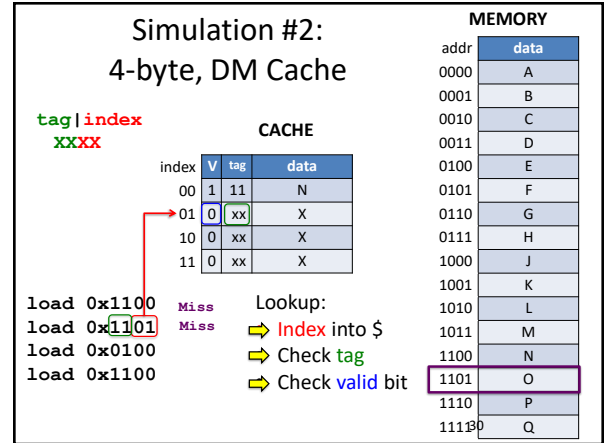 Simulation #2:
4-byte, DM Cache
tag|index
XXXX
CACHE
index V tag data
00 1 11 N
01 0 xx X
10 0 xx X
11 0 xx X
load 0x1100 Miss
load 0x1101 Miss
load 0x0100
load 0x1100
Lookup:
Index into $
Check tag
Check valid bit
MEMORY
addr data
0000 A
0001 B
0010 C
0011 D
0100 E
0101 F
0110 G
0111 H
1000 J
1001 K
1010 L
1011 M
1100 N
1101 O
1110 P
1111 Q
30